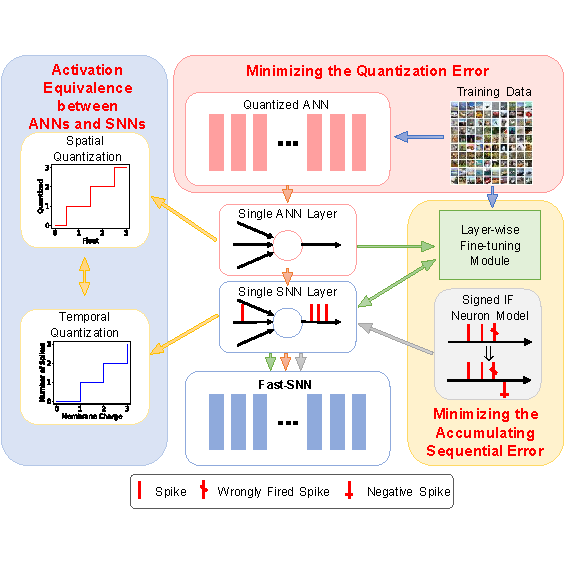 Activation
Equivalence
between
ANNs and SNNs
Spatial
Quantization
Quantized
3
2
1
0
0 1 2 3
Float
Temporal
Quantization
Number of Spikes
3
2
1
0
0 1 2 3
Membrane Charge
Minimizing the Quantization Error
Quantized ANN
Training Data
Single ANN Layer
Single SNN Layer
Fast-SNN
Layer-wise
Fine-tuning
Module
Signed IF
Neuron Model
Minimizing the
Accumulating
Sequential Error
Spike
Wrongly Fired Spike
Negative Spike